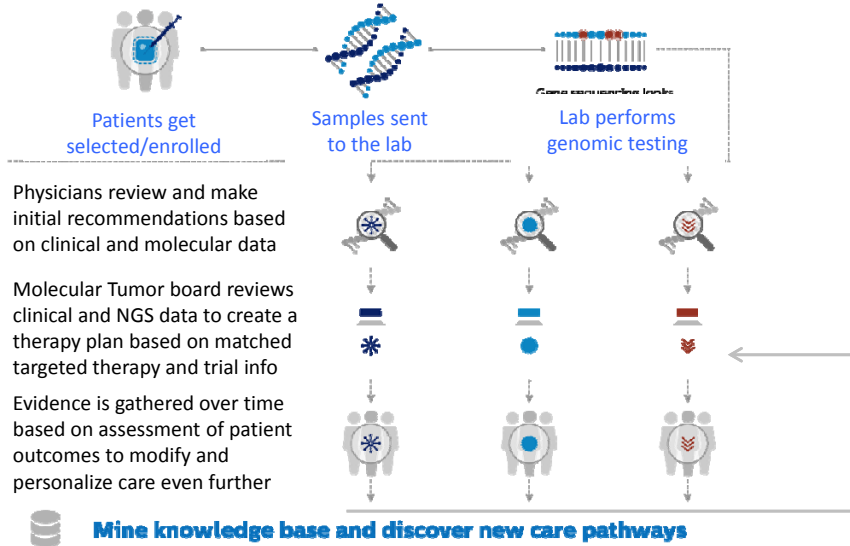 Gene sequencing looks
Patients get
selected/enrolled
Samples sent
to the lab
Lab performs
genomic testing
Physicians review and make
initial recommendations based
on clinical and molecular data
Molecular Tumor board reviews
clinical and NGS data to create a
therapy plan based on matched
targeted therapy and trial info
Evidence is gathered over time
based on assessment of patient
outcomes to modify and
personalize care even further
Mine knowledge base and discover new care pathways